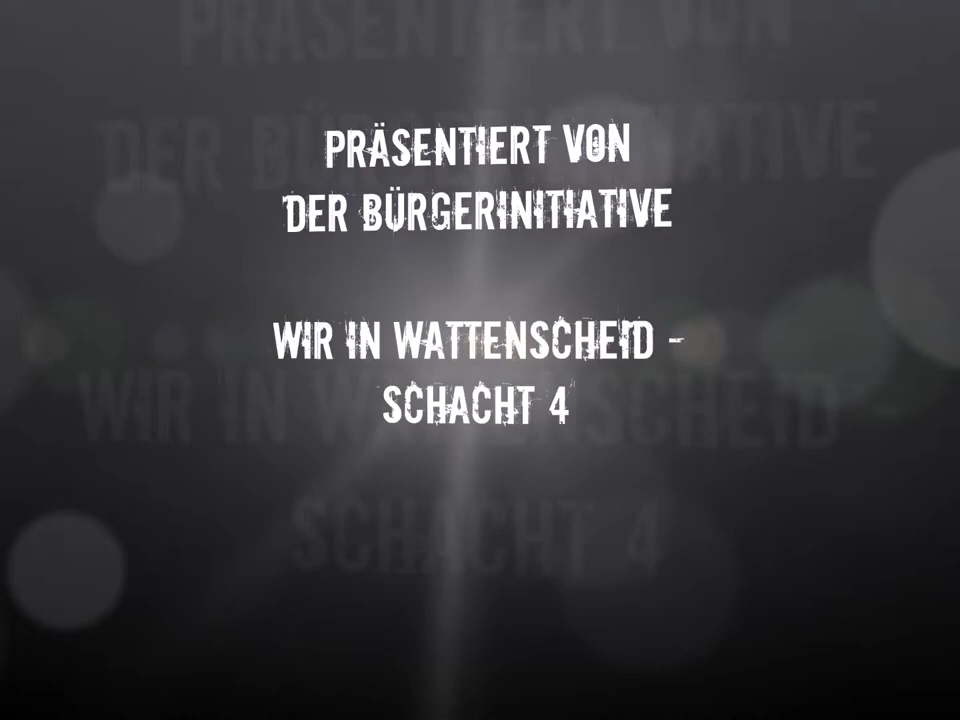 PRÄSENTIERT VON
DER BÜRGERINITIATIVE
WIR IN WATTENSCHEID -
SCHACHT 4